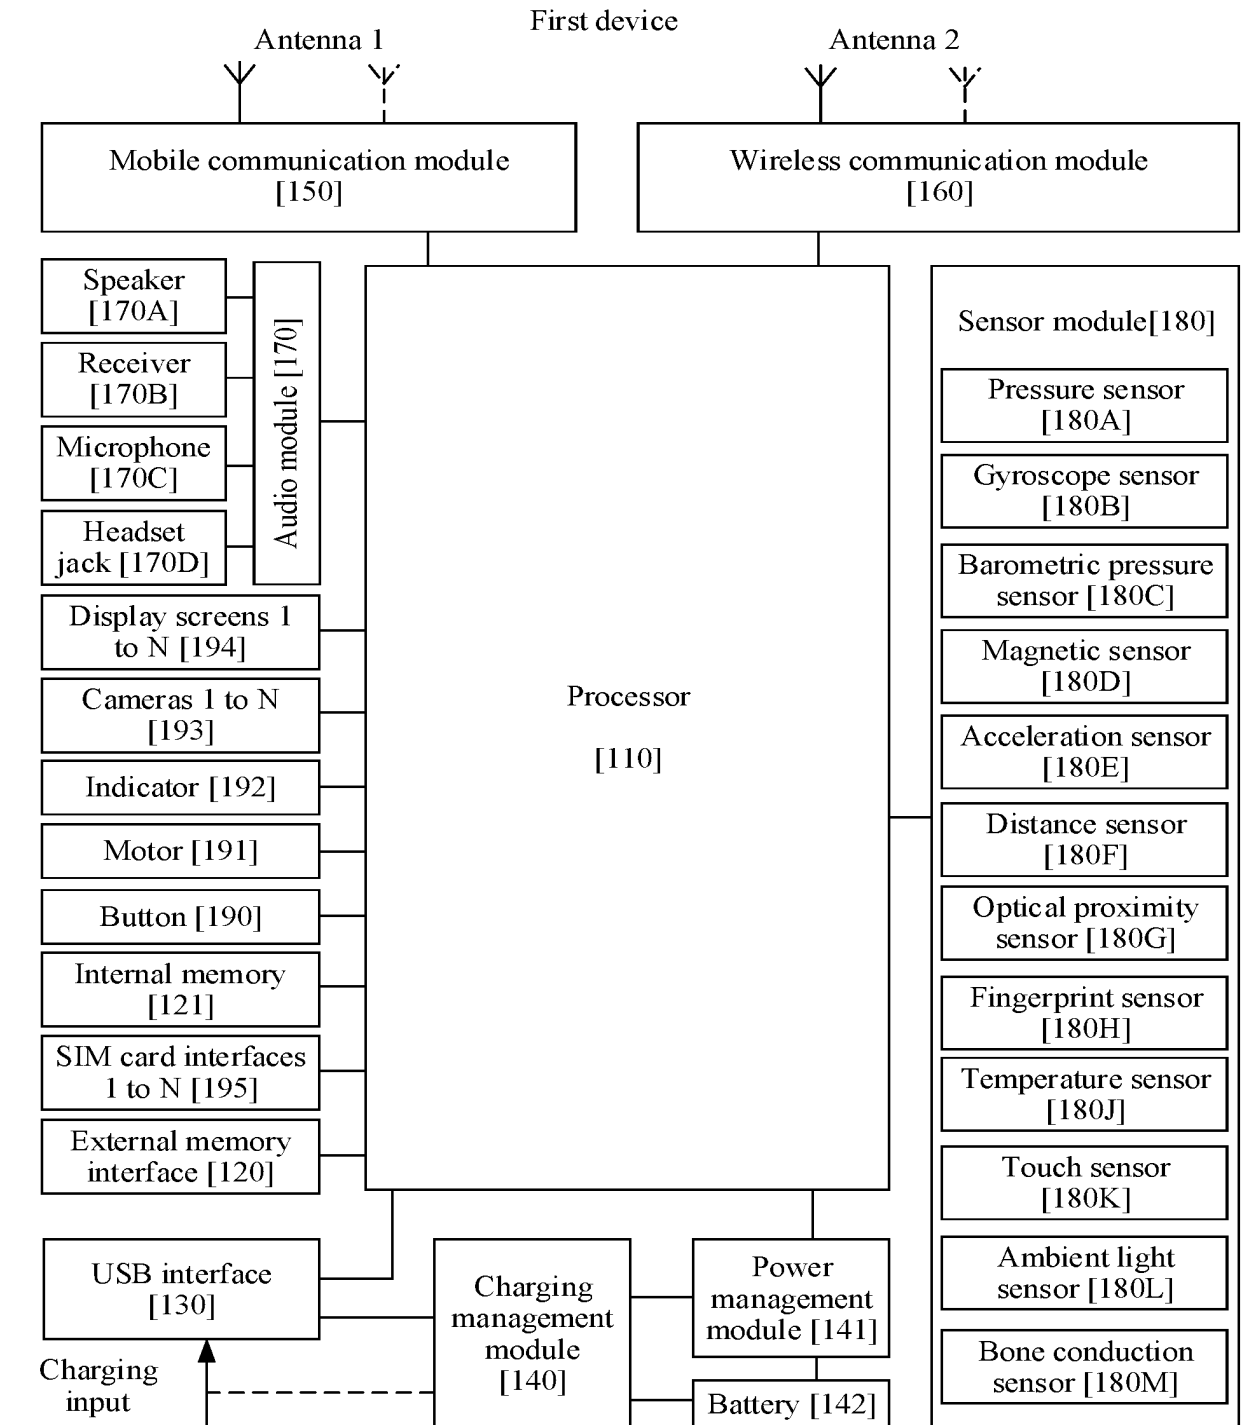 First device
Antenna 1
Antenna 2
Mobile communication module
[150]
Wireless communication module
[160]
Speaker
[170A]
Receiver
[170B]
Microphone
[170C]
Headset
jack [170D]
Audio module [170]
Display screens 1
to N [194]
Cameras 1 to N
[193]
Indicator [192]
Motor [191]
Button [190]
Internal memory
[121]
SIM card interfaces
1 to N [195]
External memory
interface [120]
Processor
[110]
Sensor module[180]
Pressure sensor
[180A]
Gyroscope sensor
[180B]
Barometric pressure
sensor [180C]
Magnetic sensor
[180D]
Acceleration sensor
[180E]
Distance sensor
[180F]
Optical proximity
sensor [180G]
Fingerprint sensor
[180H]
Temperature sensor
[180J]
Touch sensor
[180K]
Ambient light
sensor [180L]
Bone conduction
sensor [180M]
USB interface
[130]
Charging
input
Charging
management
module
[140]
Power
management
module [141]
Battery [142]